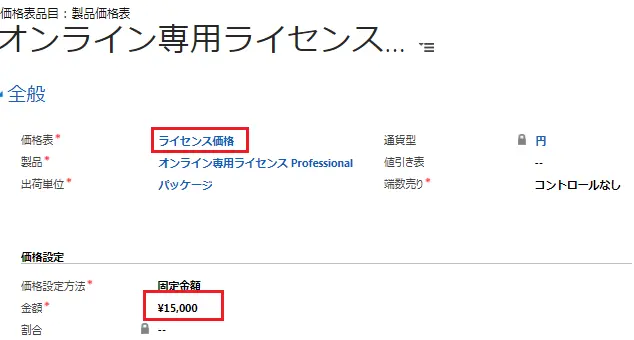 価格表品目：製品価格表
オンライン専用ライセンス...
全般
価格表* ライセンス価格 通貨型 円
製品* オンライン専用ライセンス Professional 値引き表 --
出荷単位* パッケージ 端数売り* コントロールなし
価格設定
価格設定方法* 固定金額
金額* ¥15,000
割合 --